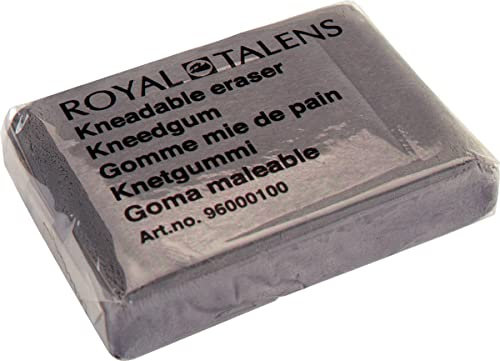 ROYAL TALENS
Kneadable eraser
Kneedgum
Gomme mie de pain
Knetgummi
Goma maleable
Art.no. 96000100